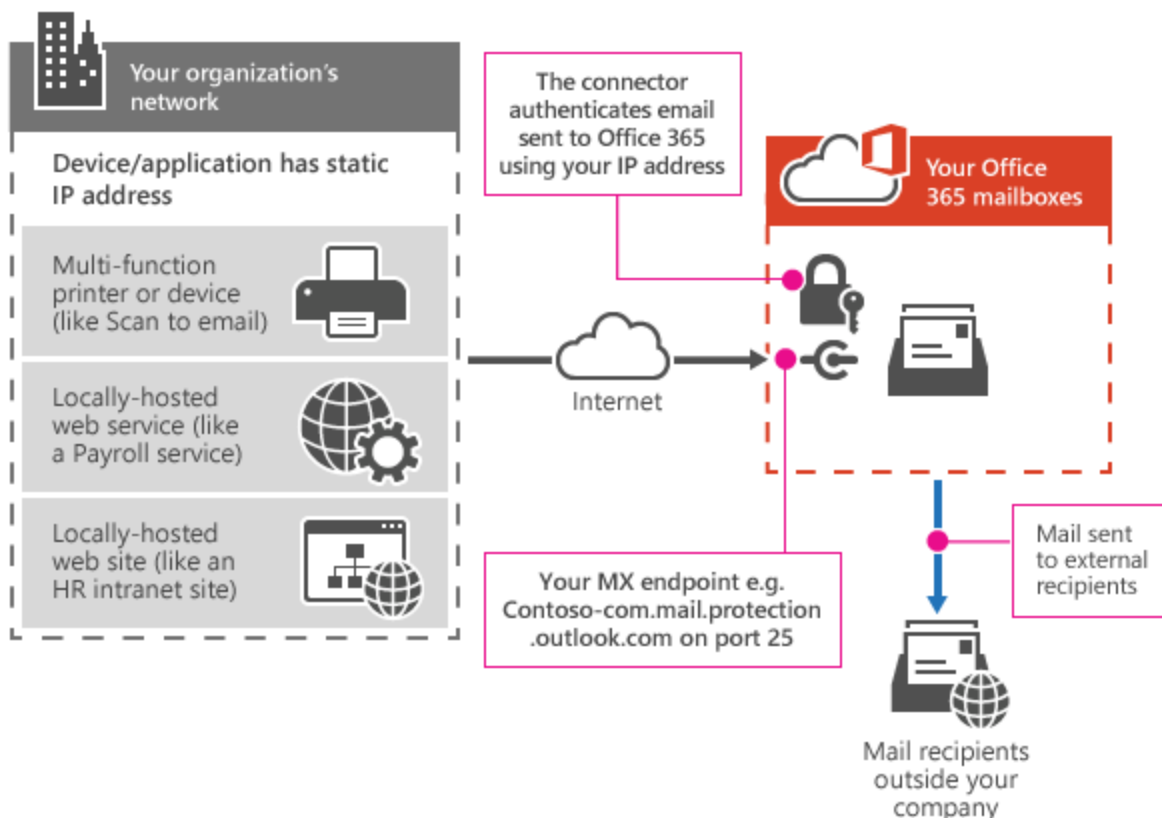 Your organization's
network
Device/application has static
IP address
Multi-function
printer or device
(like Scan to email)
Locally-hosted
web service (like
a Payroll service)
Locally-hosted
web site (like an
HR intranet site)
The connector
authenticates email
sent to Office 365
using your IP address
Internet
Your MX endpoint e.g.
Contoso-com.mail.protection
.outlook.com on port 25
Your Office
365 mailboxes
Mail sent
to external
recipients
Mail recipients
outside your
company